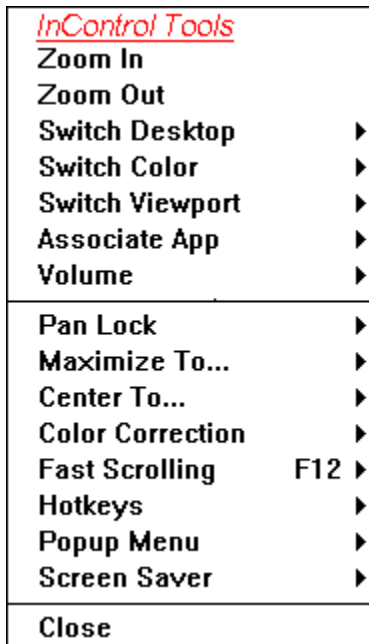 InControl Tools
Zoom In
Zoom Out
Switch Desktop
Switch Color
Switch Viewport
Associate App
Volume
Pan Lock
Maximize To...
Center To...
Color Correction
Fast Scrolling F12
Hotkeys
Popup Menu
Screen Saver
Close